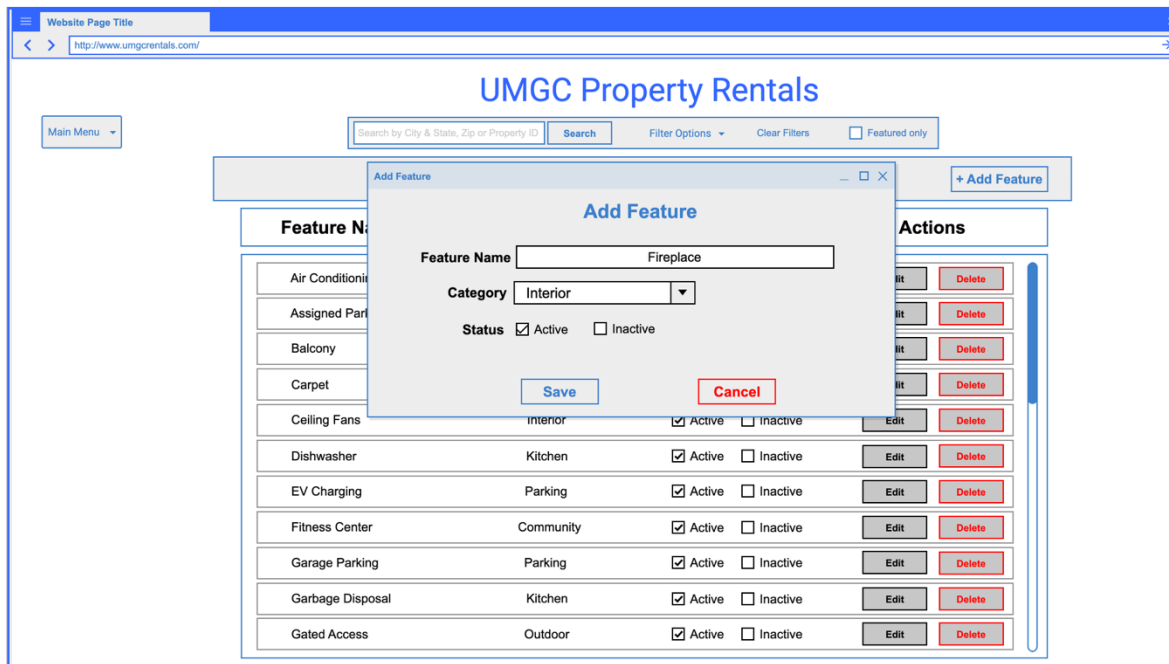 Website Page Title
http://www.umgcrentals.com/
UMGC Property Rentals
Main Menu
Search by City & State, Zip or Property ID Search Filter Options Clear Filters Featured only
Add Feature
+ Add Feature
Add Feature
Feature Actions
Feature Name Fireplace
Category Interior
Status Active Inactive
Save Cancel
Air Delete
Assigned Delete
Balcony Delete
Carpet Delete
Ceiling Fans Interior Active Inactive Edit Delete
Dishwasher Kitchen Active Inactive Edit Delete
EV Charging Parking Active Inactive Edit Delete
Fitness Center Community Active Inactive Edit Delete
Garage Parking Parking Active Inactive Edit Delete
Garbage Disposal Kitchen Active Inactive Edit Delete
Gated Access Outdoor Active Inactive Edit Delete